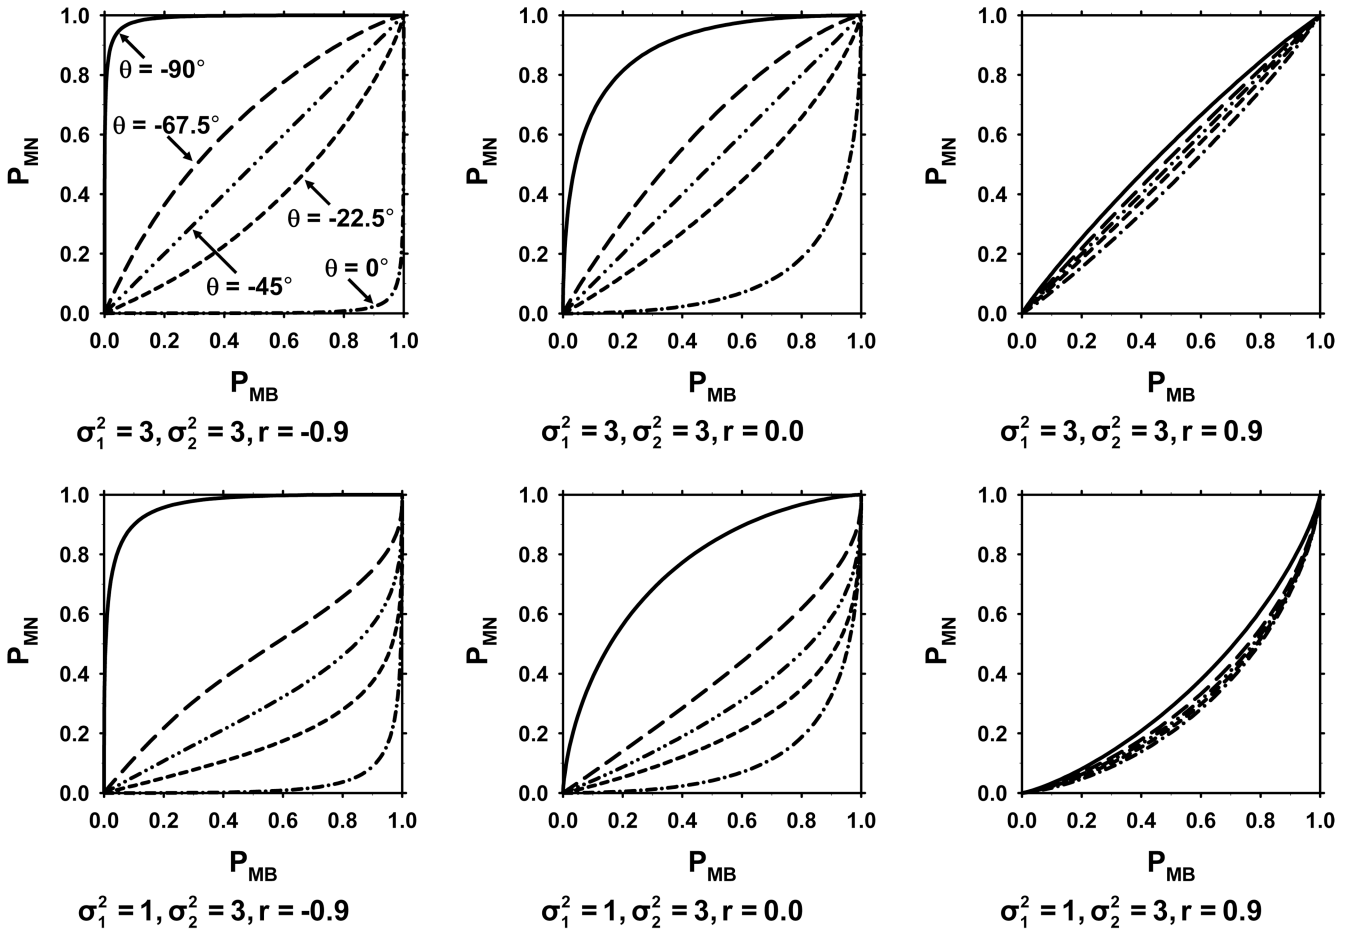 1.0 1.0 1.0
θ = -90°
0.8 0.8 0.8
θ = -67.5°
0.6 0.6 0.6
P_MN
0.4 0.4 0.4
θ = -22.5°
0.2 0.2 0.2
θ = 0°
θ = -45°
0.0 0.0 0.0
0.0 0.2 0.4 0.6 0.8 1.0 0.0 0.2 0.4 0.6 0.8 1.0 0.0 0.2 0.4 0.6 0.8 1.0
P_MN P_MN
P_MB P_MB P_MB
σ₁² = 3, σ₂² = 3, r = -0.9 σ₁² = 3, σ₂² = 3, r = 0.0 σ₁² = 3, σ₂² = 3, r = 0.9
1.0 1.0 1.0
0.8 0.8 0.8
0.6 0.6 0.6
P_MN P_MN P_MN
0.4 0.4 0.4
0.2 0.2 0.2
0.0 0.0 0.0
0.0 0.2 0.4 0.6 0.8 1.0 0.0 0.2 0.4 0.6 0.8 1.0 0.0 0.2 0.4 0.6 0.8 1.0
P_MB P_MB P_MB
σ₁² = 1, σ₂² = 3, r = -0.9 σ₁² = 1, σ₂² = 3, r = 0.0 σ₁² = 1, σ₂² = 3, r = 0.9